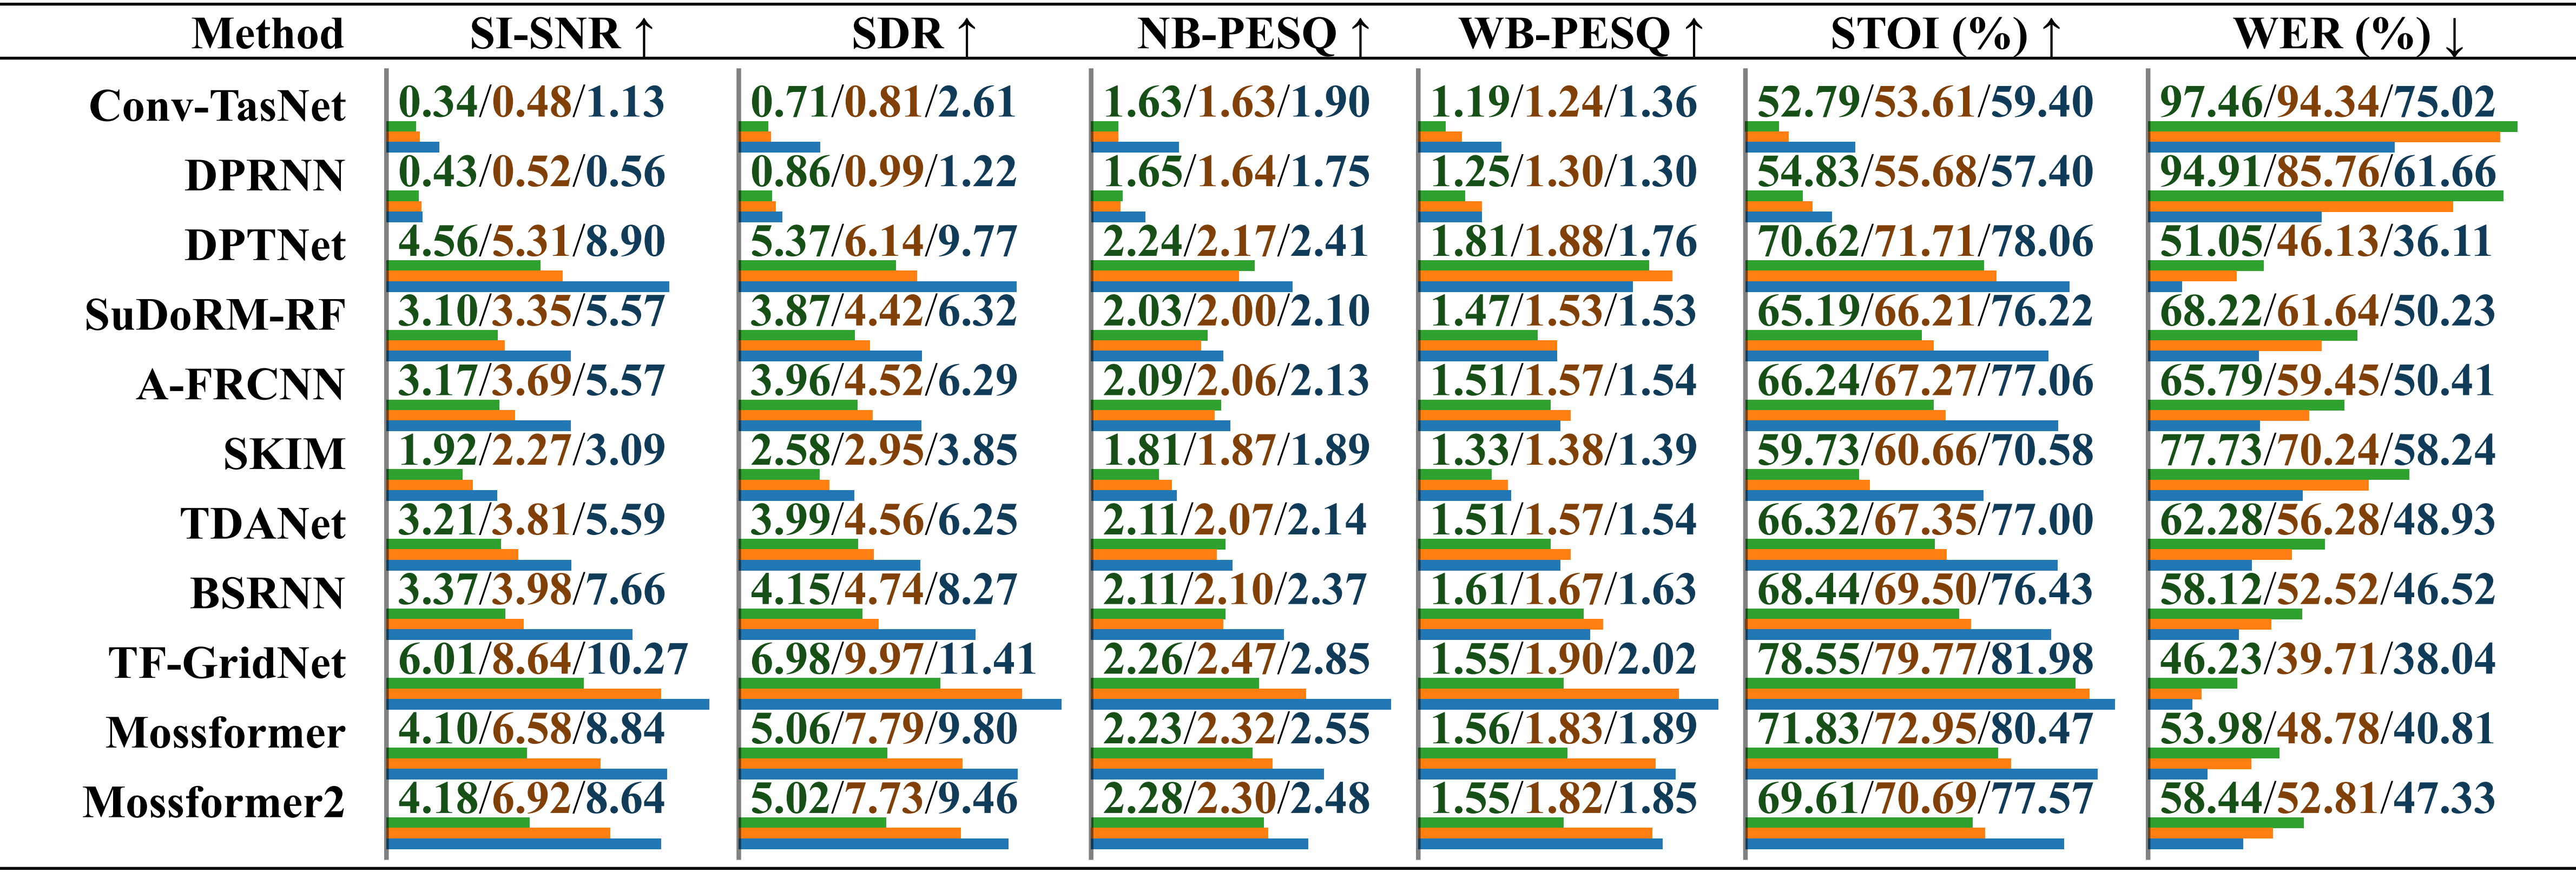 Method SI-SNR ↑ SDR ↑ NB-PESQ ↑ WB-PESQ ↑ STOI (%) ↑ WER (%) ↓
Conv-TasNet 0.34/0.48/1.13 0.71/0.81/2.61 1.63/1.63/1.90 1.19/1.24/1.36 52.79/53.61/59.40 97.46/94.34/75.02
DPRNN 0.43/0.52/0.56 0.86/0.99/1.22 1.65/1.64/1.75 1.25/1.30/1.30 54.83/55.68/57.40 94.91/85.76/61.66
DPTNet 4.56/5.31/8.90 5.37/6.14/9.77 2.24/2.17/2.41 1.81/1.88/1.76 70.62/71.71/78.06 51.05/46.13/36.11
SuDoRM-RF 3.10/3.35/5.57 3.87/4.42/6.32 2.03/2.00/2.10 1.47/1.53/1.53 65.19/66.21/76.22 68.22/61.64/50.23
A-FRCNN 3.17/3.69/5.57 3.96/4.52/6.29 2.09/2.06/2.13 1.51/1.57/1.54 66.24/67.27/77.06 65.79/59.45/50.41
SKIM 1.92/2.27/3.09 2.58/2.95/3.85 1.81/1.87/1.89 1.33/1.38/1.39 59.73/60.66/70.58 77.73/70.24/58.24
TDANet 3.21/3.81/5.59 3.99/4.56/6.25 2.11/2.07/2.14 1.51/1.57/1.54 66.32/67.35/77.00 62.28/56.28/48.93
BSRNN 3.37/3.98/7.66 4.15/4.74/8.27 2.11/2.10/2.37 1.61/1.67/1.63 68.44/69.50/76.43 58.12/52.52/46.52
TF-GridNet 6.01/8.64/10.27 6.98/9.97/11.41 2.26/2.47/2.85 1.55/1.90/2.02 78.55/79.77/81.98 46.23/39.71/38.04
Mossformer 4.10/6.58/8.84 5.06/7.79/9.80 2.23/2.32/2.55 1.56/1.83/1.89 71.83/72.95/80.47 53.98/48.78/40.81
Mossformer2 4.18/6.92/8.64 5.02/7.73/9.46 2.28/2.30/2.48 1.55/1.82/1.85 69.61/70.69/77.57 58.44/52.81/47.33